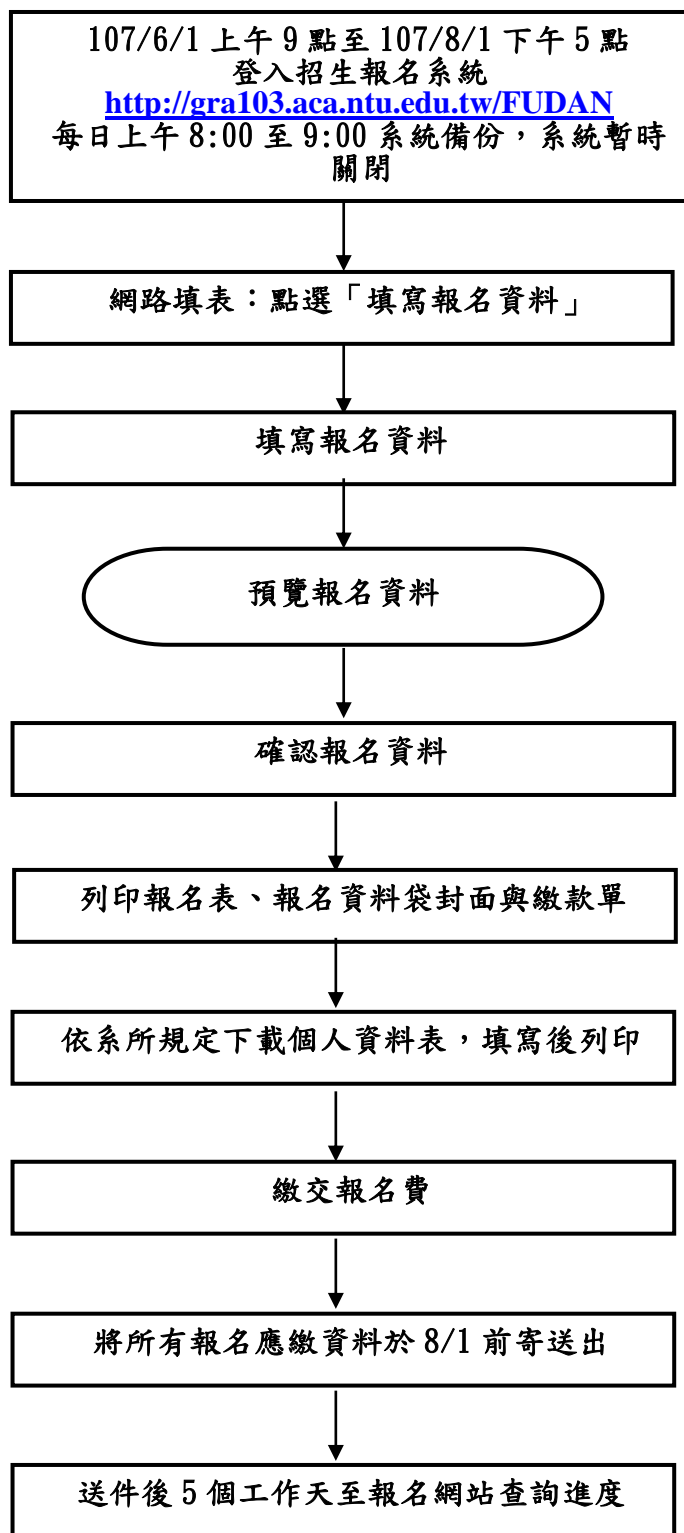 107/6/1 上午 9 點至 107/8/1 下午 5 點
登入招生報名系統
http://gra103.aca.ntu.edu.tw/FUDAN
每日上午 8:00 至 9:00 系統備份，系統暫時
關閉
網路填表：點選「填寫報名資料」
填寫報名資料
預覽報名資料
確認報名資料
列印報名表、報名資料袋封面與繳款單
依系所規定下載個人資料表，填寫後列印
繳交報名費
將所有報名應繳資料於 8/1 前寄送出
送件後 5 個工作天至報名網站查詢進度